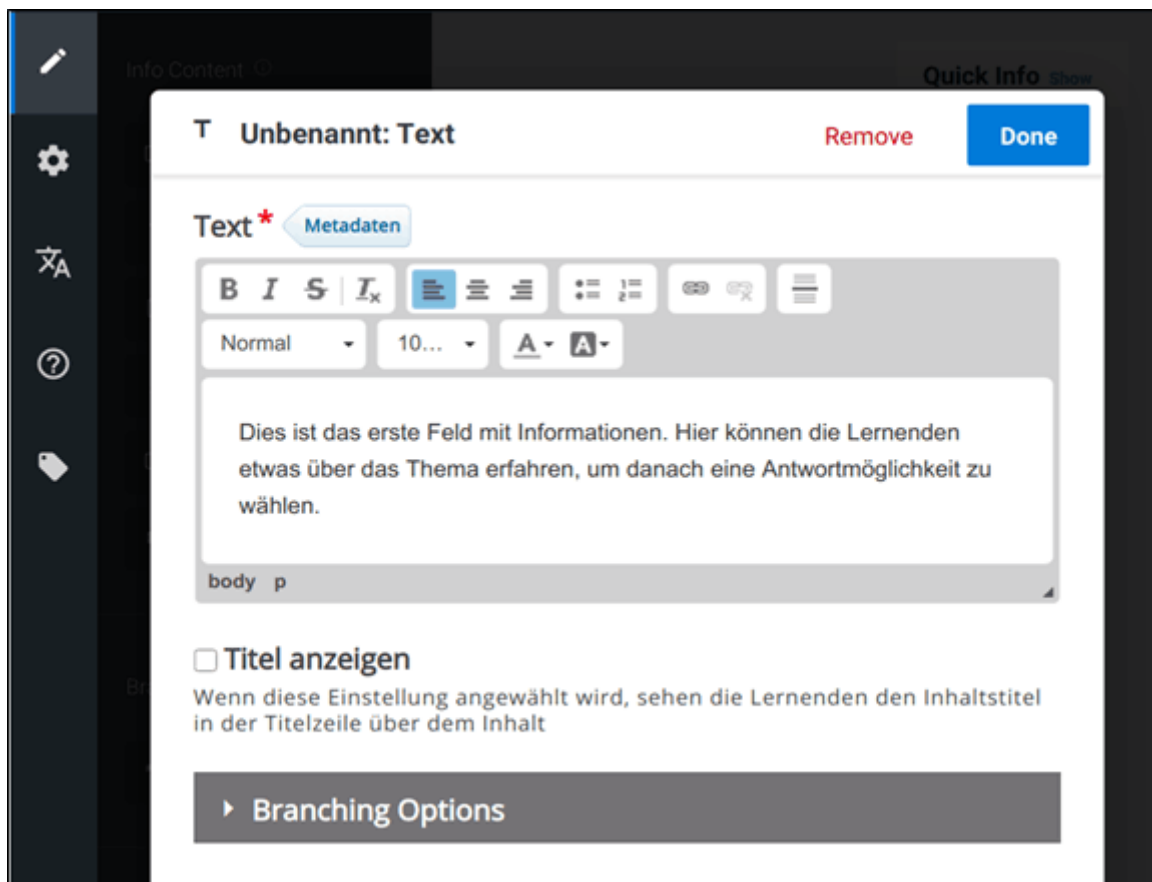 Info Content
Quick Info Show
Unbenannt: Text
Remove
Done
Text*
Metadaten
B I S Ix
Normal
10...
A A
Dies ist das erste Feld mit Informationen. Hier können die Lernenden
etwas über das Thema erfahren, um danach eine Antwortmöglichkeit zu
wählen.
body p
Titel anzeigen
Br
Wenn diese Einstellung angewählt wird, sehen die Lernenden den Inhaltstitel
in der Titelzeile über dem Inhalt
Branching Options